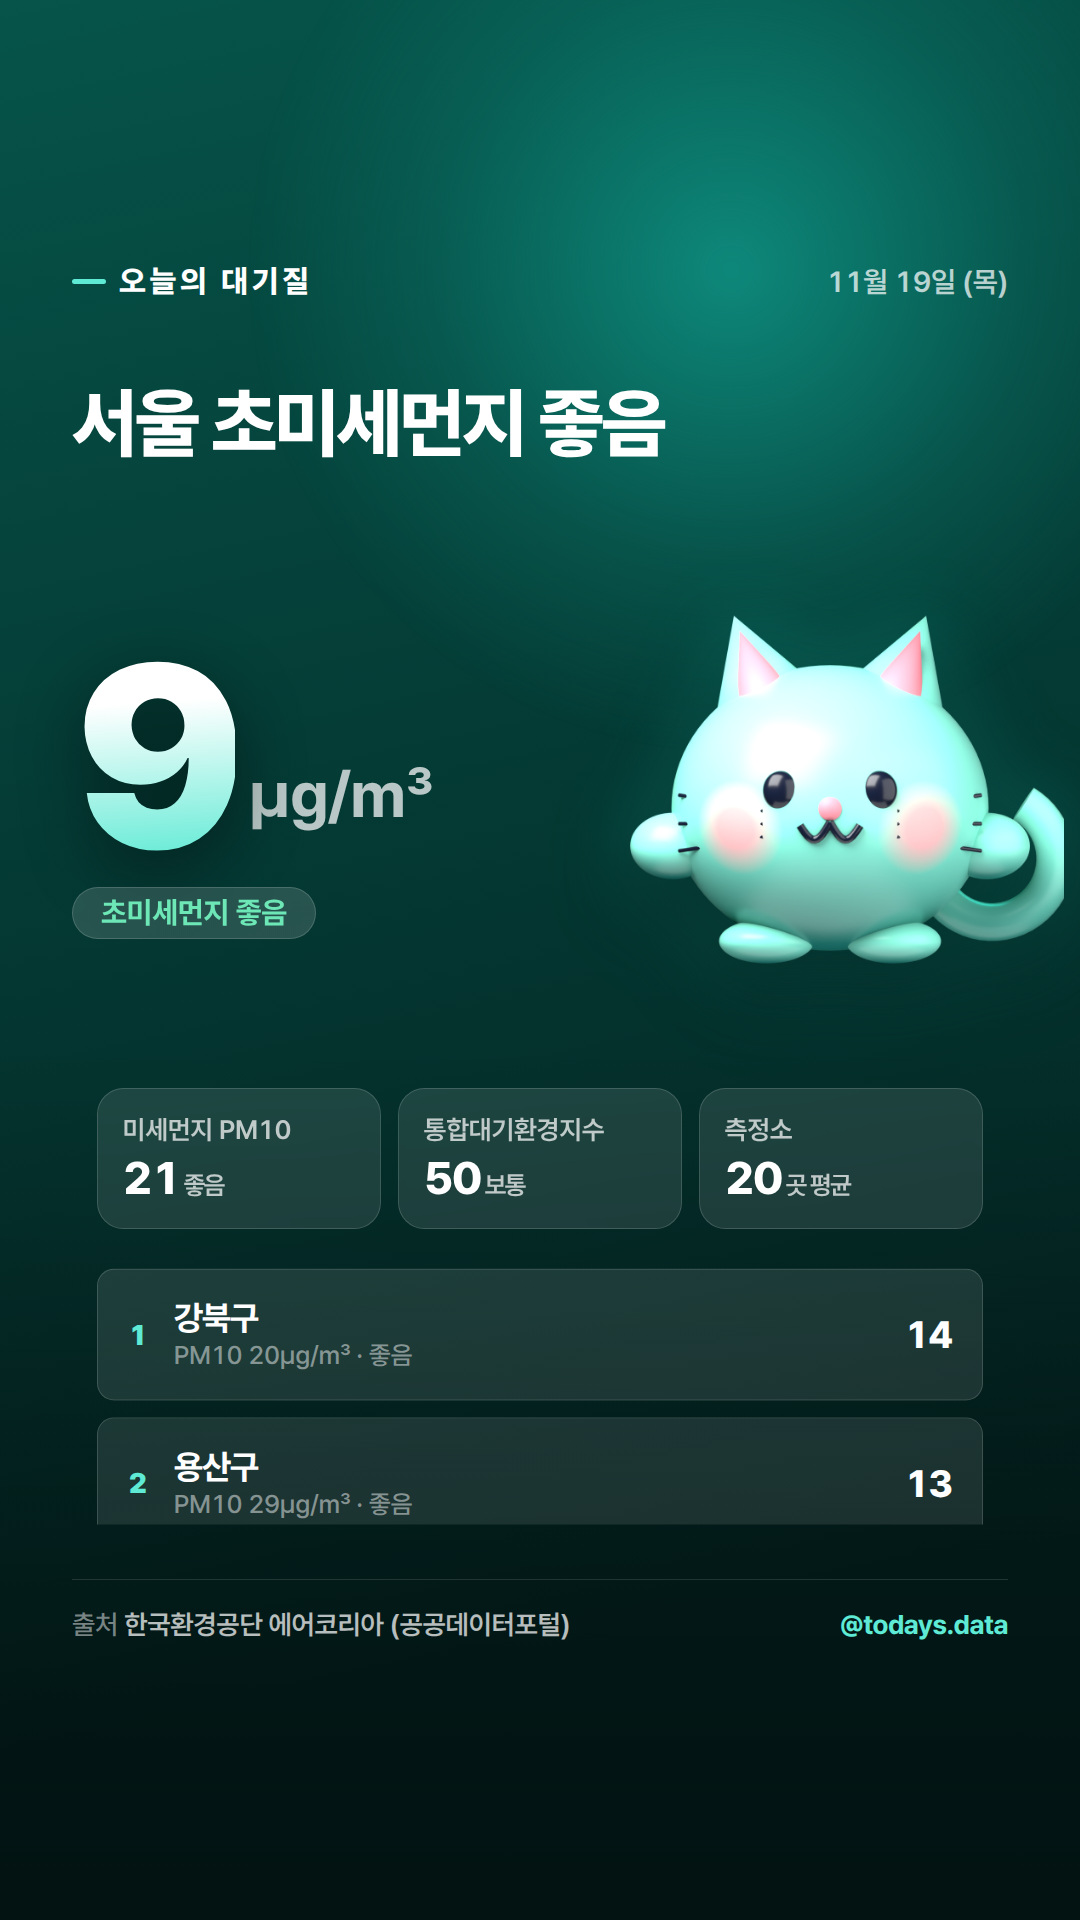 오늘의 대기질
11월 19일 (목)
서울 초미세먼지 좋음
9 µg/m³
초미세먼지 좋음
미세먼지 PM10
21 좋음
통합대기환경지수
50 보통
측정소
20 곳 평균
1 강북구 14
PM10 20µg/m³ · 좋음
2 용산구 13
PM10 29µg/m³ · 좋음
출처 한국환경공단 에어코리아 (공공데이터포털)
@todays.data